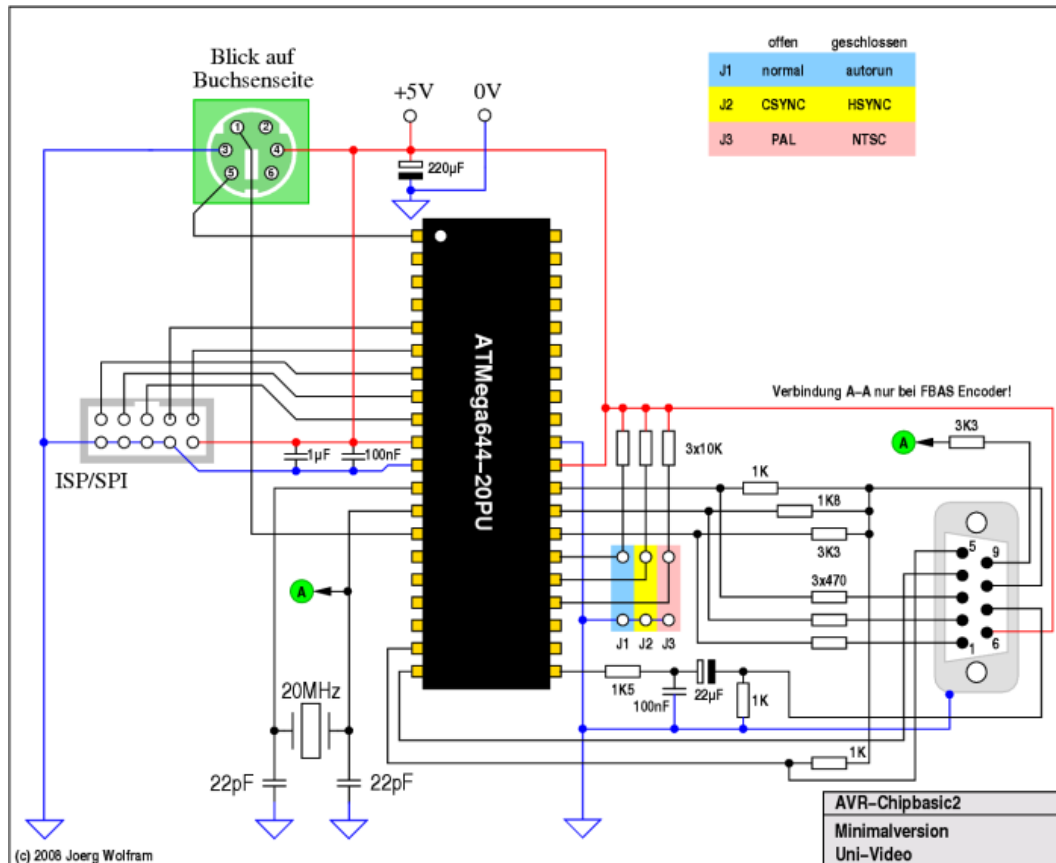 Blick auf
Buchsenseite
1
2
3
4
5
6
+5V
0V
220µF
offen geschlossen
J1 normal autorun
J2 CSYNC HSYNC
J3 PAL NTSC
ATMega644-20PU
ISP/SPI
1µF
100nF
Verbindung A-A nur bei FBAS Encoder!
A
3K3
3x10K
1K
1K8
3K3
3x470
5
9
1
6
A
J1 J2 J3
1K5
100nF
22µF
1K
1K
20MHz
22pF
22pF
AVR-Chipbasic2
Minimalversion
Uni-Video
(c) 2008 Joerg Wolfram